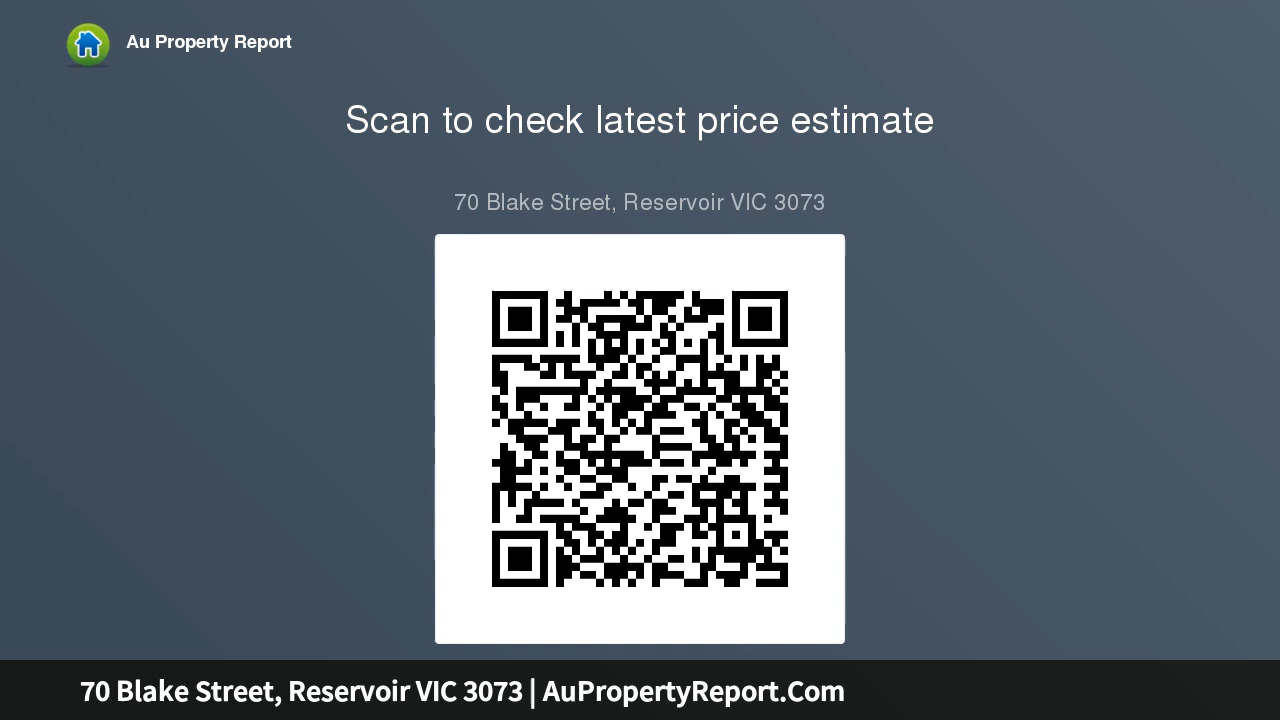 Au Property Report
Scan to check latest price estimate
70 Blake Street, Reservoir VIC 3073
70 Blake Street, Reservoir VIC 3073 | AuPropertyReport.Com